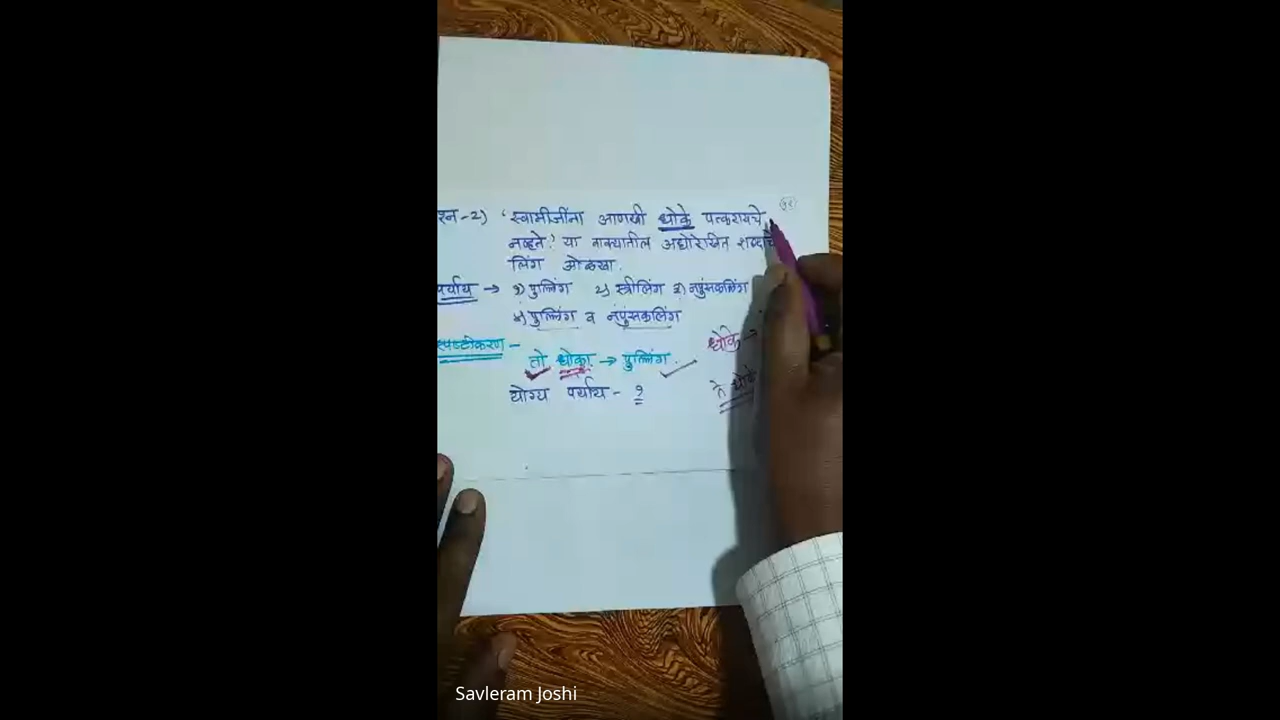 श्न-2) 'स्वामीजींना आणखी धोके पत्करायचे
नव्हते.' या वाक्यातील अधोरेखित शब्दाचे
लिंग ओळखा.
पर्याय → १) पुल्लिंग २) स्त्रीलिंग ३) नपुंसकलिंग
४) पुल्लिंग व नपुंसकलिंग
स्पष्टीकरण -
तो धोका → पुल्लिंग.
धोके →
योग्य पर्याय - १
ते धोके
Savleram Joshi